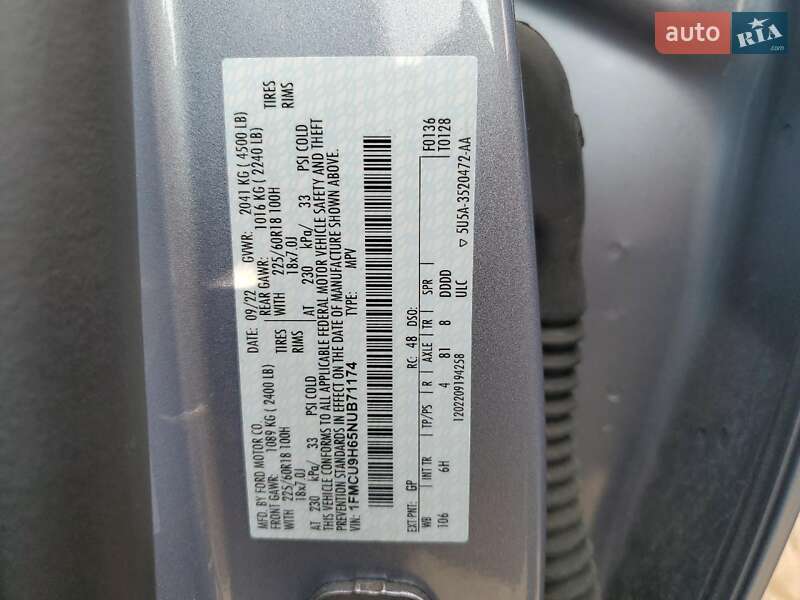 auto RIA.com
MFD. BY FORD MOTOR CO. DATE: 09/22 GVWR: 2041 KG ( 4500 LB)
FRONT GAWR: 1089 KG ( 2400 LB) REAR GAWR: 1016 KG ( 2240 LB)
WITH 225/60R18 100H TIRES WITH 225/60R18 100H TIRES
18x7.0J RIMS 18x7.0J RIMS
AT 230 kPa/ 33 PSI COLD AT 230 kPa/ 33 PSI COLD
THIS VEHICLE CONFORMS TO ALL APPLICABLE FEDERAL MOTOR VEHICLE SAFETY AND THEFT
PREVENTION STANDARDS IN EFFECT ON THE DATE OF MANUFACTURE SHOWN ABOVE.
VIN: 1FMCU9H65NUB71174 TYPE: MPV
F0136
T0128
EXT PNT: GP RC: 48 DSO:
WB INT TR TP/PS R AXLE TR SPR
106 6H 4 81 8 DDDD
1202209194258 ULC
▽ 5U5A-3520472-AA